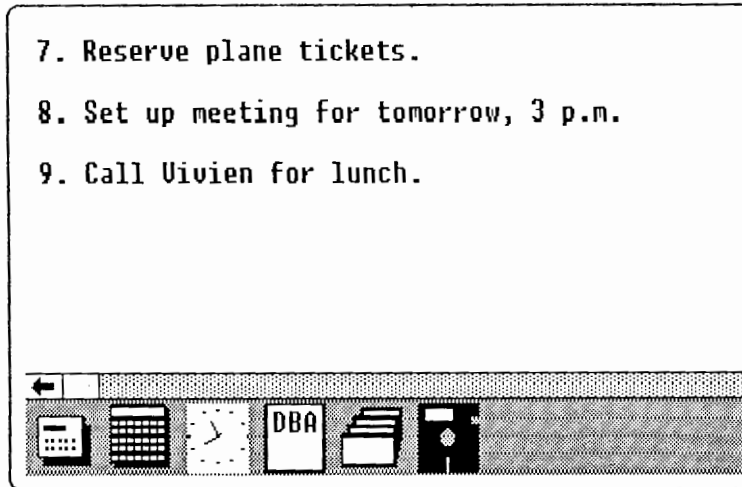 7. Reserve plane tickets.
8. Set up meeting for tomorrow, 3 p.m.
9. Call Vivien for lunch.
DBA